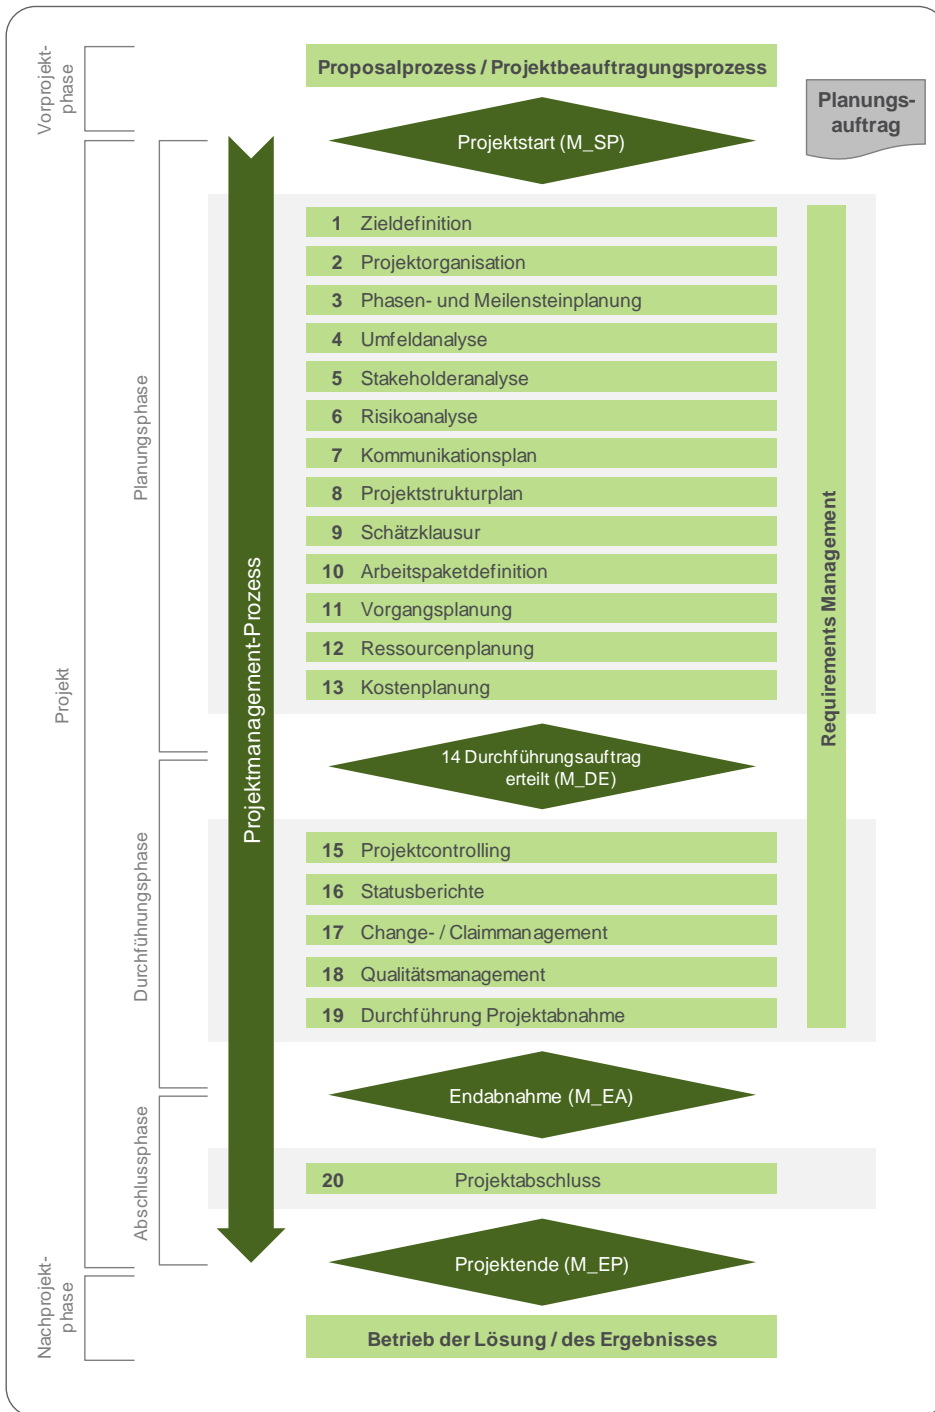 Vorprojekt-
phase
Proposalprozess / Projektbeauftragungsprozess
Planungs-
auftrag
Projektstart (M_SP)
Projekt
Planungsphase
Projektmanagement-Prozess
1 Zieldefinition
2 Projektorganisation
3 Phasen- und Meilensteinplanung
4 Umfeldanalyse
5 Stakeholderanalyse
6 Risikoanalyse
7 Kommunikationsplan
8 Projektstrukturplan
9 Schätzklausur
10 Arbeitspaketdefinition
11 Vorgangsplanung
12 Ressourcenplanung
13 Kostenplanung
Requirements Management
14 Durchführungsauftrag
erteilt (M_DE)
Durchführungsphase
15 Projektcontrolling
16 Statusberichte
17 Change- / Claimmanagement
18 Qualitätsmanagement
19 Durchführung Projektabnahme
Endabnahme (M_EA)
Abschlussphase
20 Projektabschluss
Projektende (M_EP)
Nachprojekt-
phase
Betrieb der Lösung / des Ergebnisses